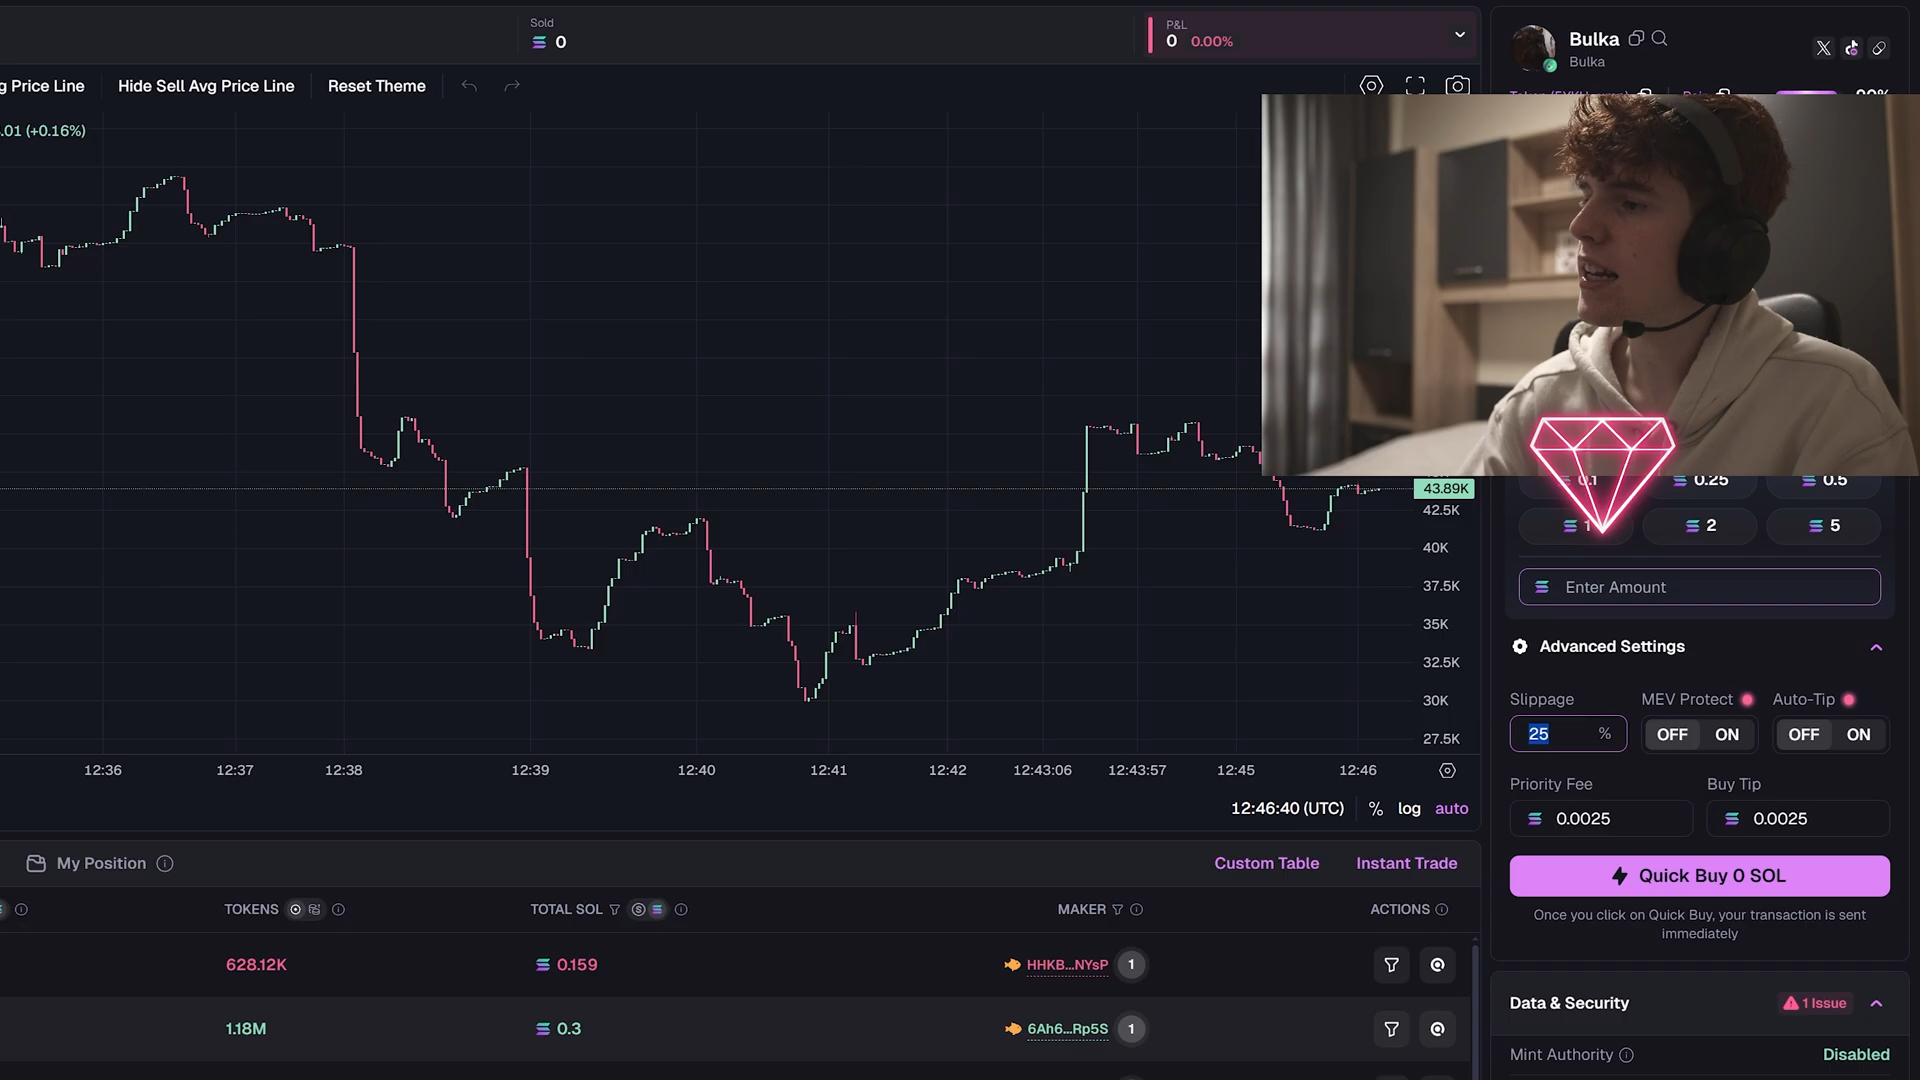 Sold
0
P&L
0 0.00%
Bulka
Bulka
g Price Line
Hide Sell Avg Price Line
Reset Theme
.01 (+0.16%)
0.1
0.25
0.5
1
2
5
43.89K
42.5K
40K
37.5K
35K
32.5K
30K
27.5K
12:36
12:37
12:38
12:39
12:40
12:41
12:42
12:43:06
12:43:57
12:45
12:46
12:46:40 (UTC)
%
log
auto
Enter Amount
Advanced Settings
Slippage
MEV Protect
Auto-Tip
25 %
OFF ON
OFF ON
Priority Fee
Buy Tip
0.0025
0.0025
Quick Buy 0 SOL
Once you click on Quick Buy, your transaction is sent
immediately
My Position
Custom Table
Instant Trade
TOKENS
TOTAL SOL
MAKER
ACTIONS
628.12K
0.159
HHKB...NYsP
1
1.18M
0.3
6Ah6...Rp5S
1
Data & Security
1 Issue
Mint Authority
Disabled